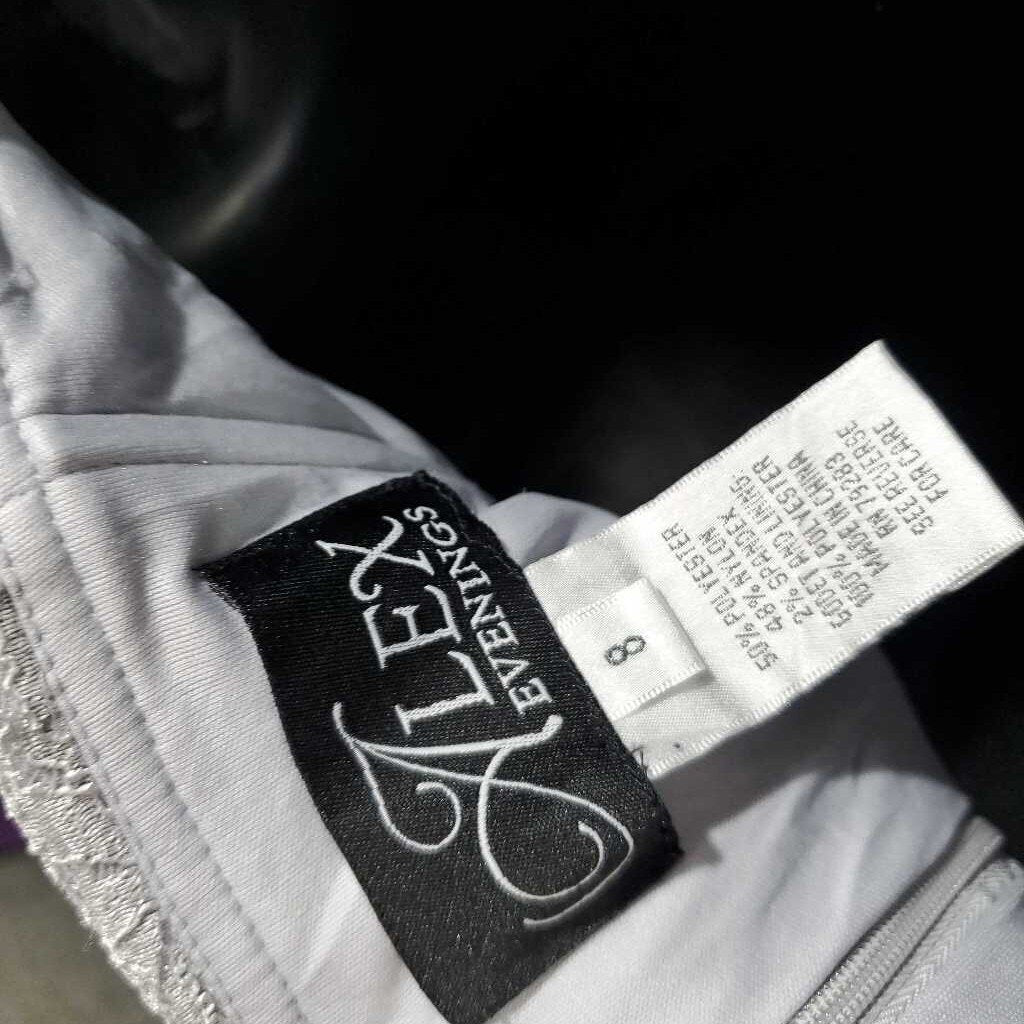 ALEX
EVENINGS
8
50% POLYESTER
48% NYLON
2% SPANDEX
GODET AND LINING
100% POLYESTER
MADE IN CHINA
RN 79283
SEE REVERSE
FOR CARE